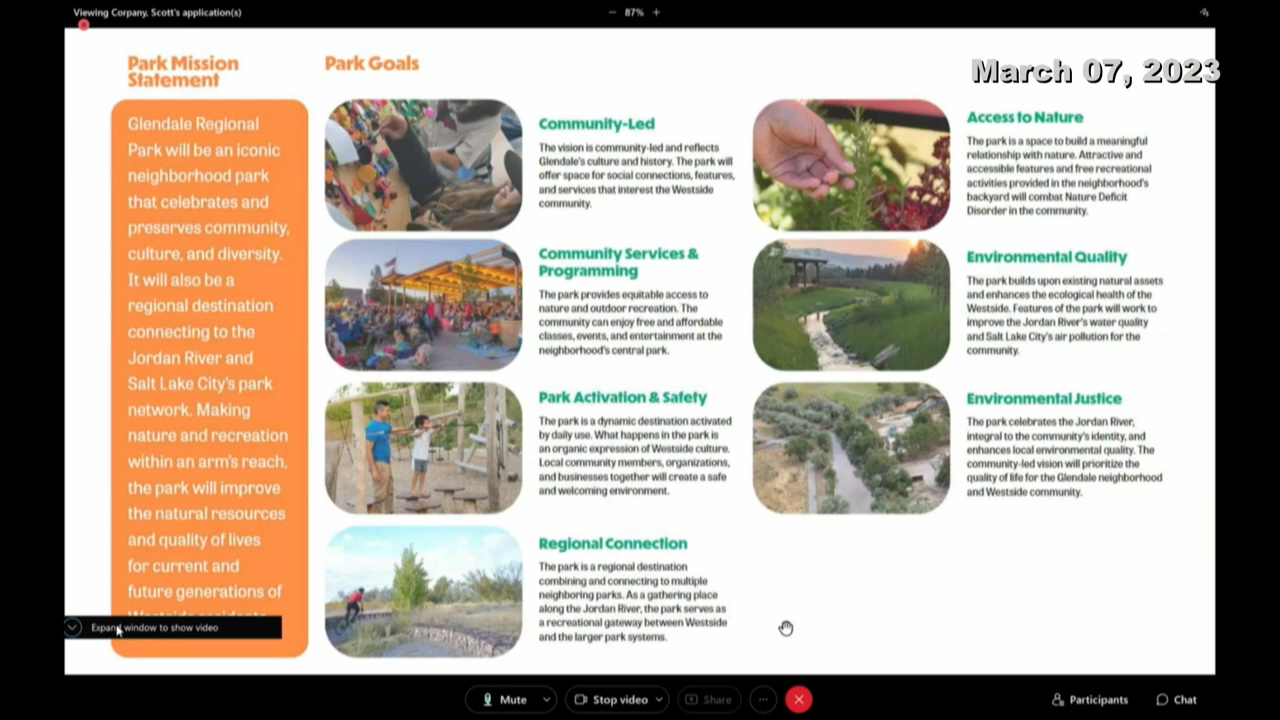 Viewing Corpany, Scott's application(s)
87%
March 07, 2023
Park Mission
Statement
Glendale Regional
Park will be an iconic
neighborhood park
that celebrates and
preserves community,
culture, and diversity.
It will also be a
regional destination
connecting to the
Jordan River and
Salt Lake City's park
network. Making
nature and recreation
within an arm's reach,
the park will improve
the natural resources
and quality of lives
for current and
future generations of
Westside residents
Expand window to show video
Park Goals
Community-Led
The vision is community-led and reflects
Glendale's culture and history. The park will
offer space for social connections, features,
and services that interest the Westside
community.
Community Services &
Programming
The park provides equitable access to
nature and outdoor recreation. The
community can enjoy free and affordable
classes, events, and entertainment at the
neighborhood's central park.
Park Activation & Safety
The park is a dynamic destination activated
by daily use. What happens in the park is
an organic expression of Westside culture.
Local community members, organizations,
and businesses together will create a safe
and welcoming environment.
Regional Connection
The park is a regional destination
combining and connecting to multiple
neighboring parks. As a gathering place
along the Jordan River, the park serves as
a recreational gateway between Westside
and the larger park systems.
Access to Nature
The park is a space to build a meaningful
relationship with nature. Attractive and
accessible features and free recreational
activities provided in the neighborhood's
backyard will combat Nature Deficit
Disorder in the community.
Environmental Quality
The park builds upon existing natural assets
and enhances the ecological health of the
Westside. Features of the park will work to
improve the Jordan River's water quality
and Salt Lake City's air pollution for the
community.
Environmental Justice
The park celebrates the Jordan River,
integral to the community's identity, and
enhances local environmental quality. The
community-led vision will prioritize the
quality of life for the Glendale neighborhood
and Westside community.
Mute
Stop video
Share
Participants
Chat